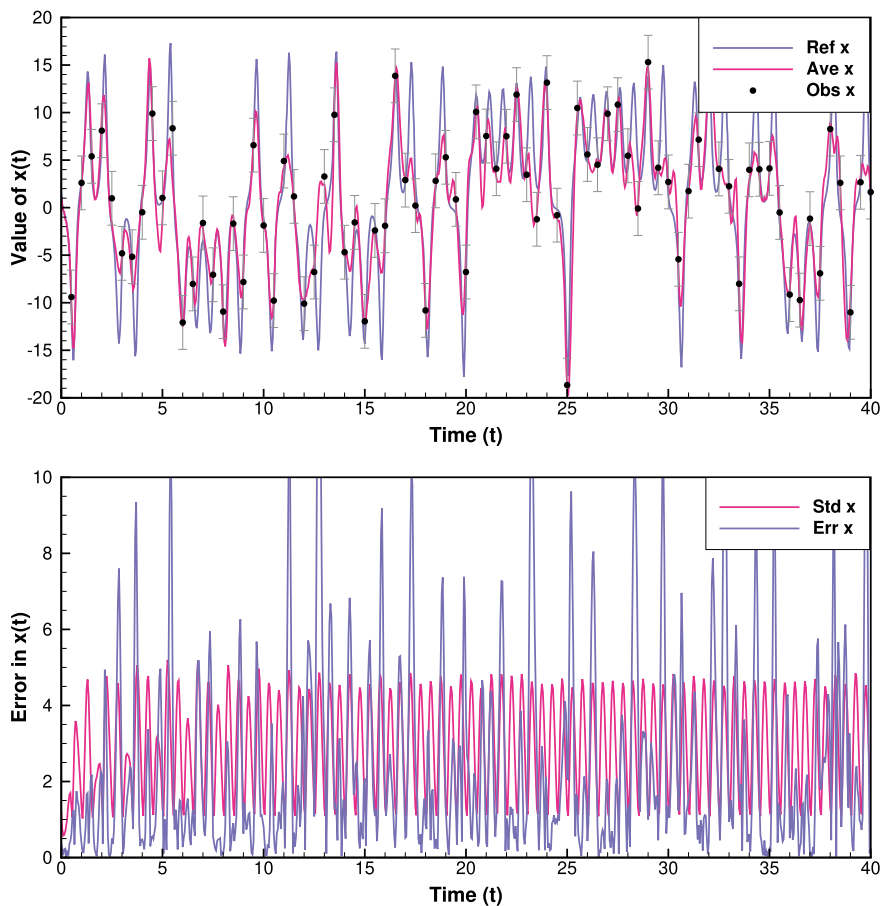 20
15
10
5
0
-5
-10
-15
-20
Value of x(t)
Ref x
Ave x
Obs x
0 5 10 15 20 25 30 35 40
Time (t)
10
8
6
4
2
0
Error in x(t)
Std x
Err x
0 5 10 15 20 25 30 35 40
Time (t)